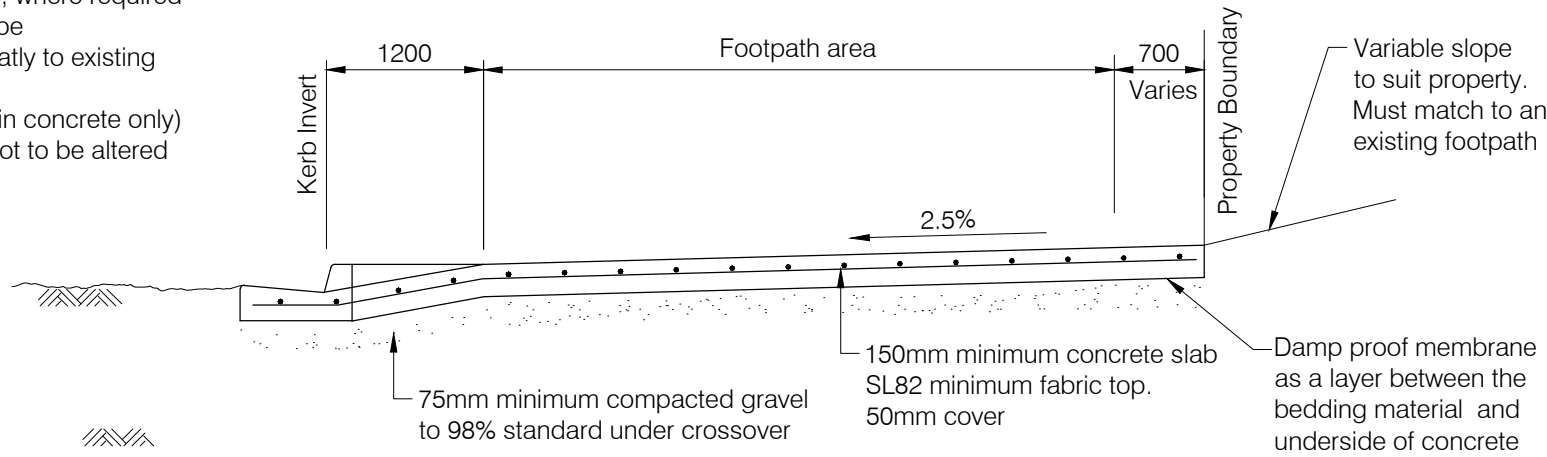 , where required
be
atly to existing
in concrete only)
ot to be altered
Kerb Invert
1200
Footpath area
700
Varies
Property Boundary
Variable slope
to suit property.
Must match to an
existing footpath
2.5%
75mm minimum compacted gravel
to 98% standard under crossover
150mm minimum concrete slab
SL82 minimum fabric top.
50mm cover
Damp proof membrane
as a layer between the
bedding material and
underside of concrete